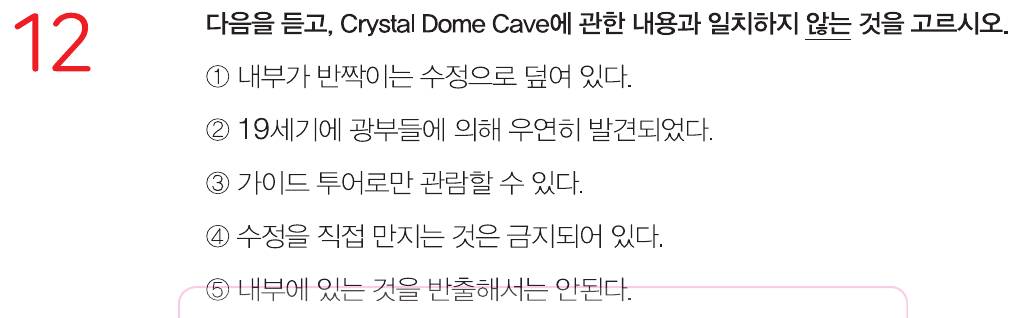 12
다음을 듣고, Crystal Dome Cave에 관한 내용과 일치하지 않는 것을 고르시오.
① 내부가 반짝이는 수정으로 덮여 있다.
② 19세기에 광부들에 의해 우연히 발견되었다.
③ 가이드 투어로만 관람할 수 있다.
④ 수정을 직접 만지는 것은 금지되어 있다.
⑤ 내부에 있는 것을 반출해서는 안된다.